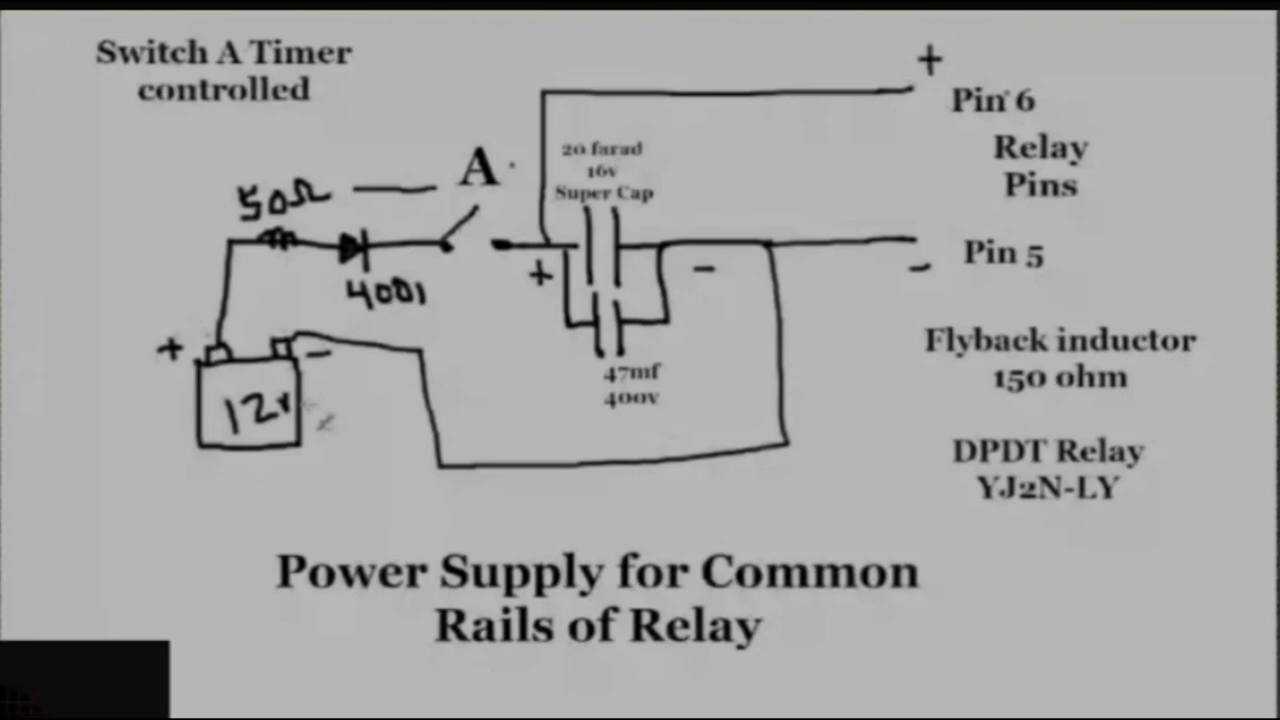 Switch A Timer
controlled
+
Pin 6
Relay
Pins
20 farad
16v
Super Cap
A
50Ω
4001
+
-
Pin 5
-
+
-
12v
47mf
400v
Flyback inductor
150 ohm
DPDT Relay
YJ2N-LY
Power Supply for Common
Rails of Relay